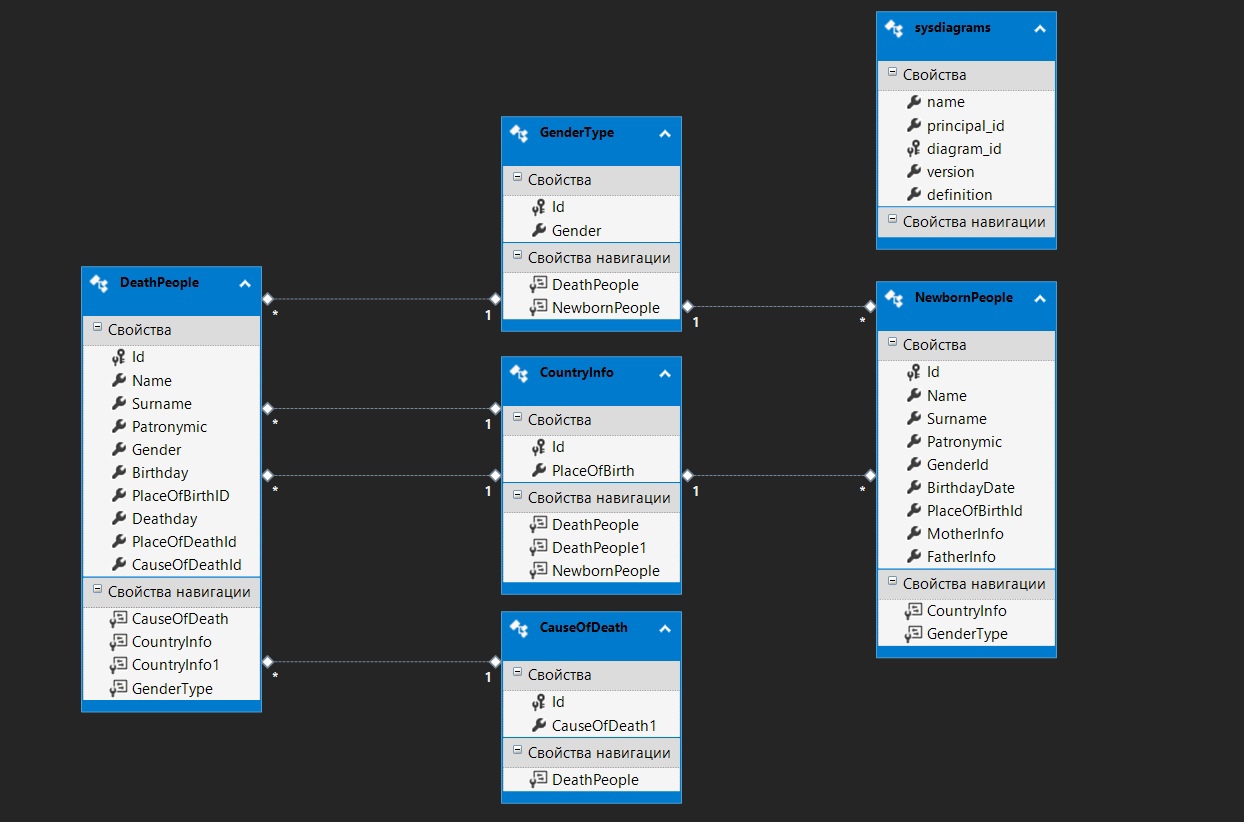 sysdiagrams
Свойства
name
principal_id
diagram_id
version
definition
Свойства навигации
GenderType
Свойства
Id
Gender
Свойства навигации
DeathPeople
NewbornPeople
DeathPeople
Свойства
Id
Name
Surname
Patronymic
Gender
Birthday
PlaceOfBirthID
Deathday
PlaceOfDeathId
CauseOfDeathId
Свойства навигации
CauseOfDeath
CountryInfo
CountryInfo1
GenderType
* 1
* 1
* 1
* 1
CountryInfo
Свойства
Id
PlaceOfBirth
Свойства навигации
DeathPeople
DeathPeople1
NewbornPeople
CauseOfDeath
Свойства
Id
CauseOfDeath1
Свойства навигации
DeathPeople
1 *
1 *
NewbornPeople
Свойства
Id
Name
Surname
Patronymic
GenderId
BirthdayDate
PlaceOfBirthId
MotherInfo
FatherInfo
Свойства навигации
CountryInfo
GenderType